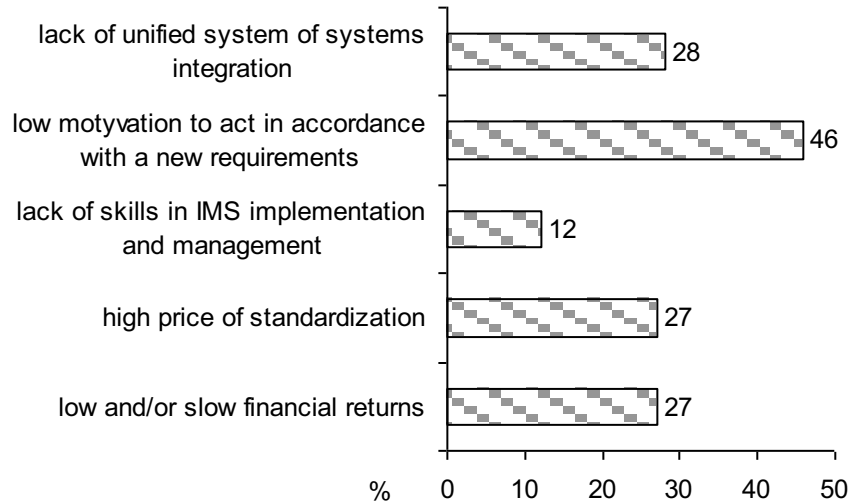 lack of unified system of systems
integration
28
low motyvation to act in accordance
with a new requirements
46
lack of skills in IMS implementation
and management
12
high price of standardization
27
low and/or slow financial returns
27
% 0 10 20 30 40 50